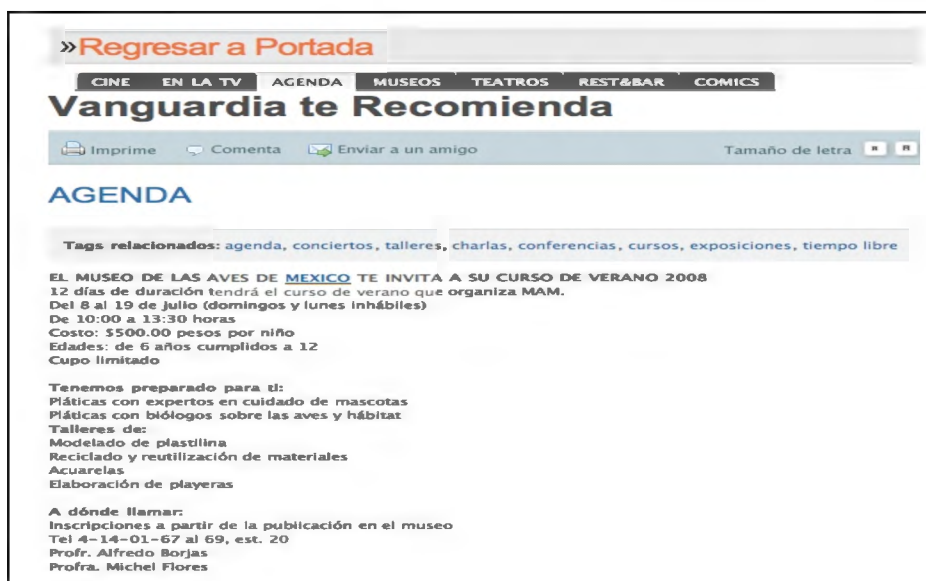 »Regresar a Portada
CINE EN LA TV AGENDA MUSEOS TEATROS REST&BAR COMICS
Vanguardia te Recomienda
Imprime Comenta Enviar a un amigo Tamaño de letra
AGENDA
Tags relacionados: agenda, conciertos, talleres, charlas, conferencias, cursos, exposiciones, tiempo libre
EL MUSEO DE LAS AVES DE MEXICO TE INVITA A SU CURSO DE VERANO 2008
12 días de duración tendrá el curso de verano que organiza MAM.
Del 8 al 19 de julio (domingos y lunes inhábiles)
De 10:00 a 13:30 horas
Costo: $500.00 pesos por niño
Edades: de 6 años cumplidos a 12
Cupo limitado
Tenemos preparado para ti:
Pláticas con expertos en cuidado de mascotas
Pláticas con biólogos sobre las aves y hábitat
Talleres de:
Modelado de plastilina
Reciclado y reutilización de materiales
Acuarelas
Elaboración de playeras
A dónde llamar:
Inscripciones a partir de la publicación en el museo
Tel 4-14-01-67 al 69, est. 20
Profr. Alfredo Borjas
Profra. Michel Flores